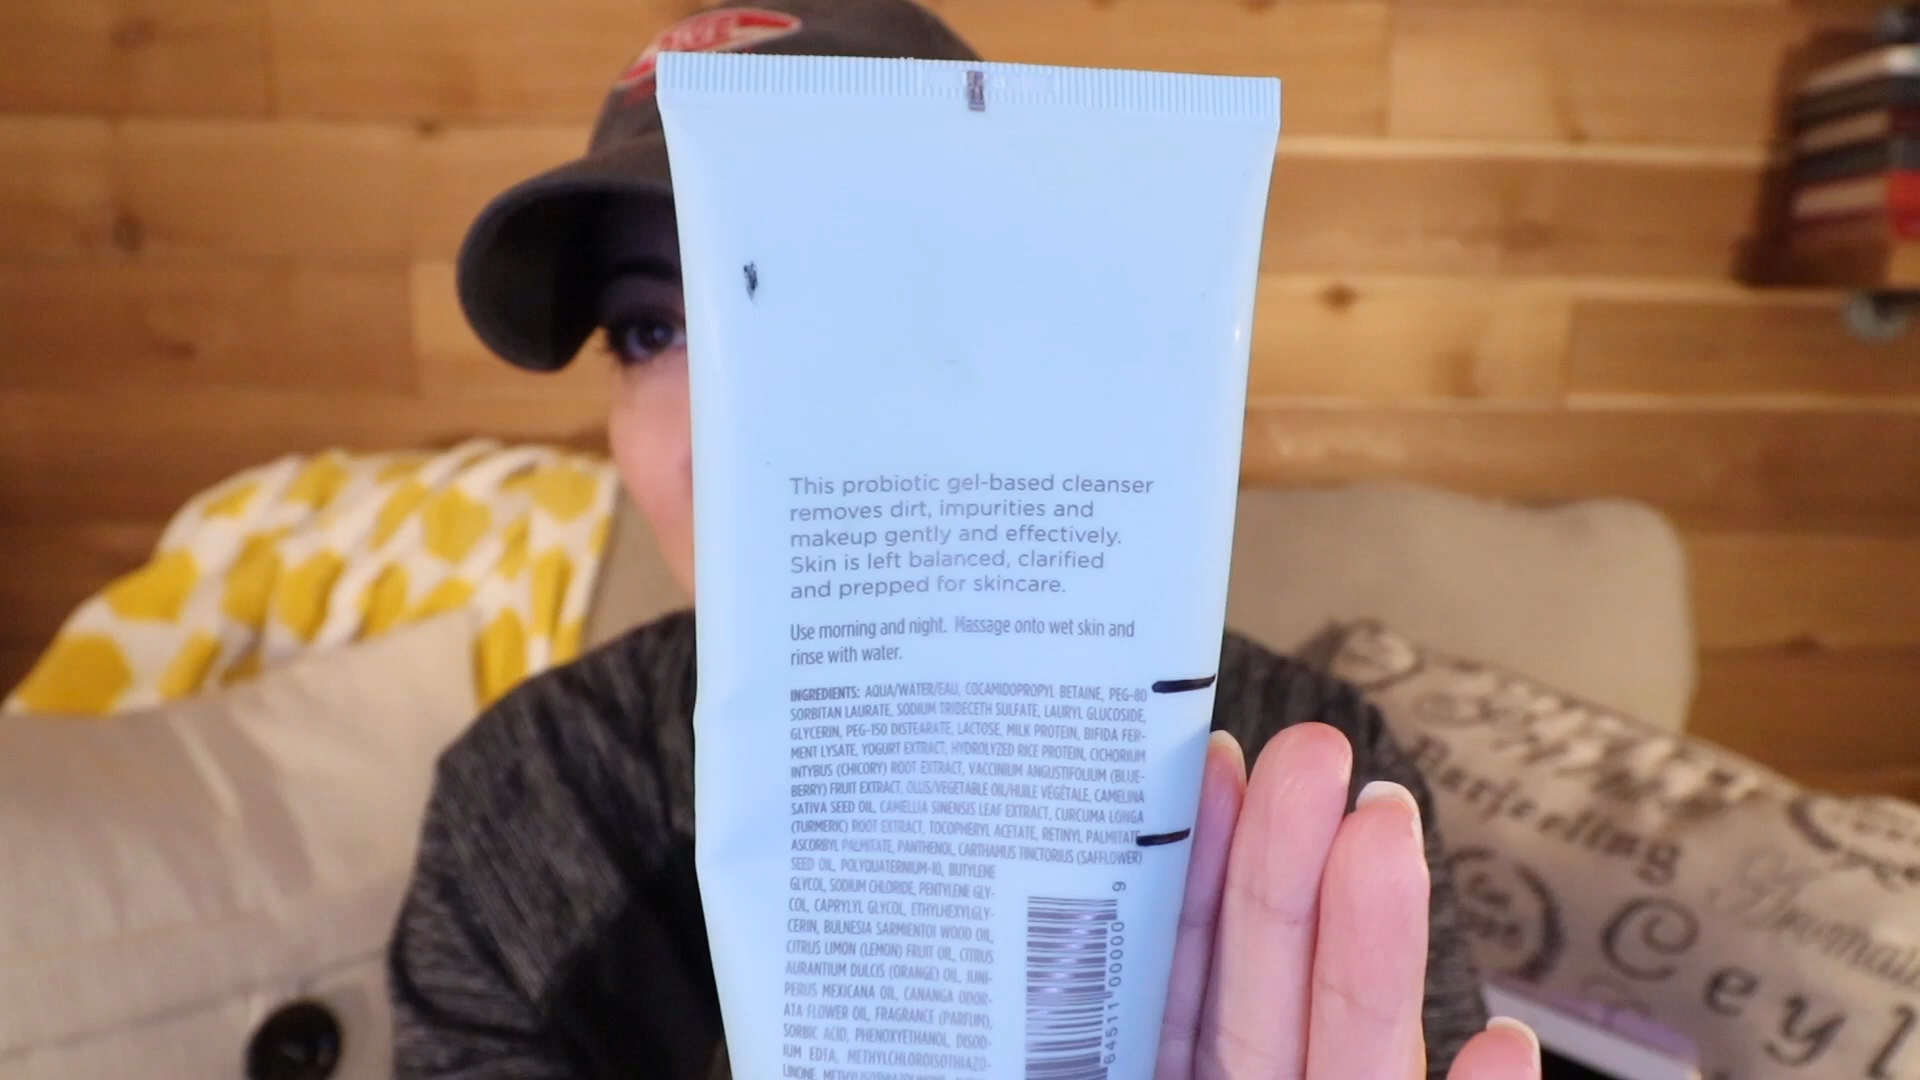 This probiotic gel-based cleanser
removes dirt, impurities and
makeup gently and effectively.
Skin is left balanced, clarified
and prepped for skincare.
Use morning and night. Massage onto wet skin and
rinse with water.
INGREDIENTS: AQUA/WATER/EAU, COCAMIDOPROPYL BETAINE, PEG-80
SORBITAN LAURATE, SODIUM TRIDECETH SULFATE, LAURYL GLUCOSIDE,
GLYCERIN, PEG-150 DISTEARATE, LACTOSE, MILK PROTEIN, BIFIDA FER-
MENT LYSATE, YOGURT EXTRACT, HYDROLYZED RICE PROTEIN, CICHORIUM
INTYBUS (CHICORY) ROOT EXTRACT, VACCINIUM ANGUSTIFOLIUM (BLUE-
BERRY) FRUIT EXTRACT, OLUS/VEGETABLE OIL/HUILE VÉGÉTALE, CAMELINA
SATIVA SEED OIL, CAMELLIA SINENSIS LEAF EXTRACT, CURCUMA LONGA
(TURMERIC) ROOT EXTRACT, TOCOPHERYL ACETATE, RETINYL PALMITATE
ASCORBYL PALMITATE, PANTHENOL, CARTHAMUS TINCTORIUS (SAFFLOWER)
SEED OIL, POLYQUATERNIUM-10, BUTYLENE
GLYCOL, SODIUM CHLORIDE, PENTYLENE GLY-
COL, CAPRYLYL GLYCOL, ETHYLHEXYLGLY-
CERIN, BULNESIA SARMIENTOI WOOD OIL,
CITRUS LIMON (LEMON) FRUIT OIL, CITRUS
AURANTIUM DULCIS (ORANGE) OIL, JUNI-
PERUS MEXICANA OIL, CANANGA ODOR-
ATA FLOWER OIL, FRAGRANCE (PARFUM),
SORBIC ACID, PHENOXYETHANOL, DISOD-
IUM EDTA, METHYLCHLOROISOTHIAZO-
LINONE, METHYLISOTHIAZOLINONE
64511 00000 9
Darjeeling
Aromati
Ceyl